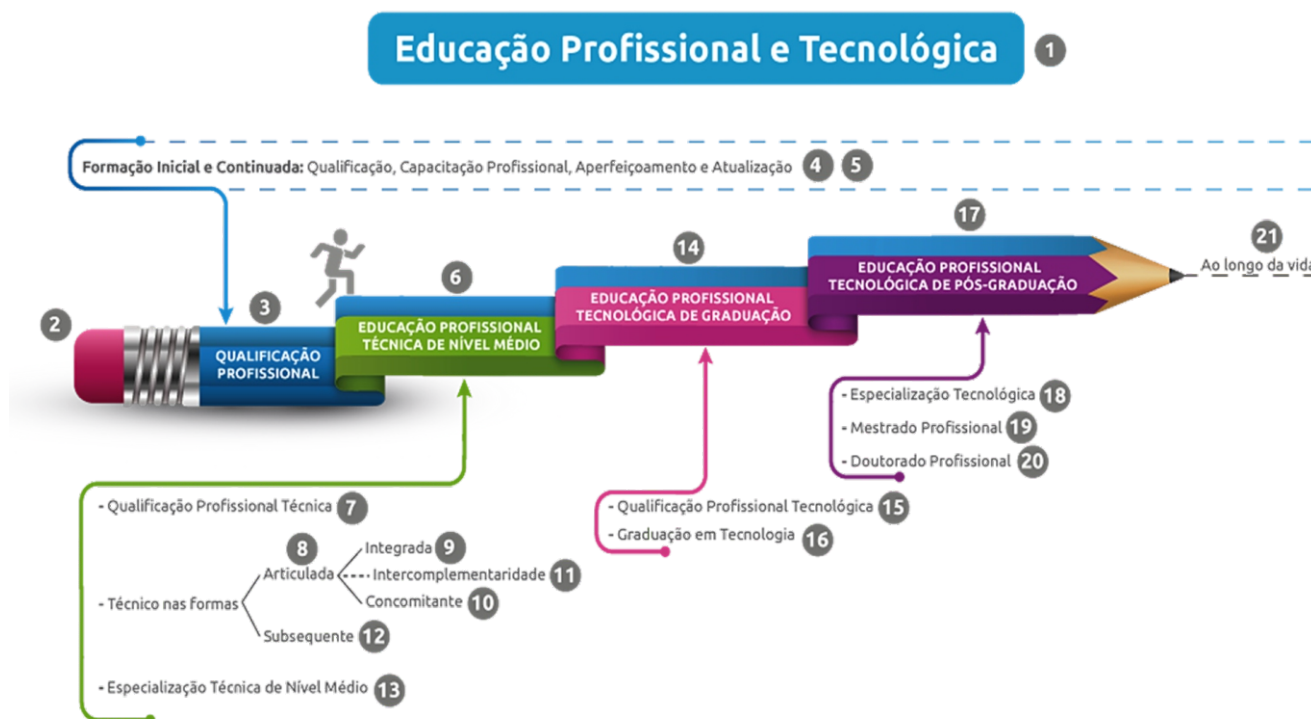 Educação Profissional e Tecnológica 1
Formação Inicial e Continuada: Qualificação, Capacitação Profissional, Aperfeiçoamento e Atualização 4 5
17
21
Ao longo da vida
14
EDUCAÇÃO PROFISSIONAL
TECNOLÓGICA DE PÓS-GRADUAÇÃO
6
EDUCAÇÃO PROFISSIONAL
TECNOLÓGICA DE GRADUAÇÃO
2
3
EDUCAÇÃO PROFISSIONAL
TÉCNICA DE NÍVEL MÉDIO
QUALIFICAÇÃO
PROFISSIONAL
- Especialização Tecnológica 18
- Mestrado Profissional 19
- Doutorado Profissional 20
- Qualificação Profissional Técnica 7
- Qualificação Profissional Tecnológica 15
- Graduação em Tecnologia 16
8
Integrada 9
Articulada
Intercomplementaridade 11
- Técnico nas formas
Concomitante 10
Subsequente 12
- Especialização Técnica de Nível Médio 13